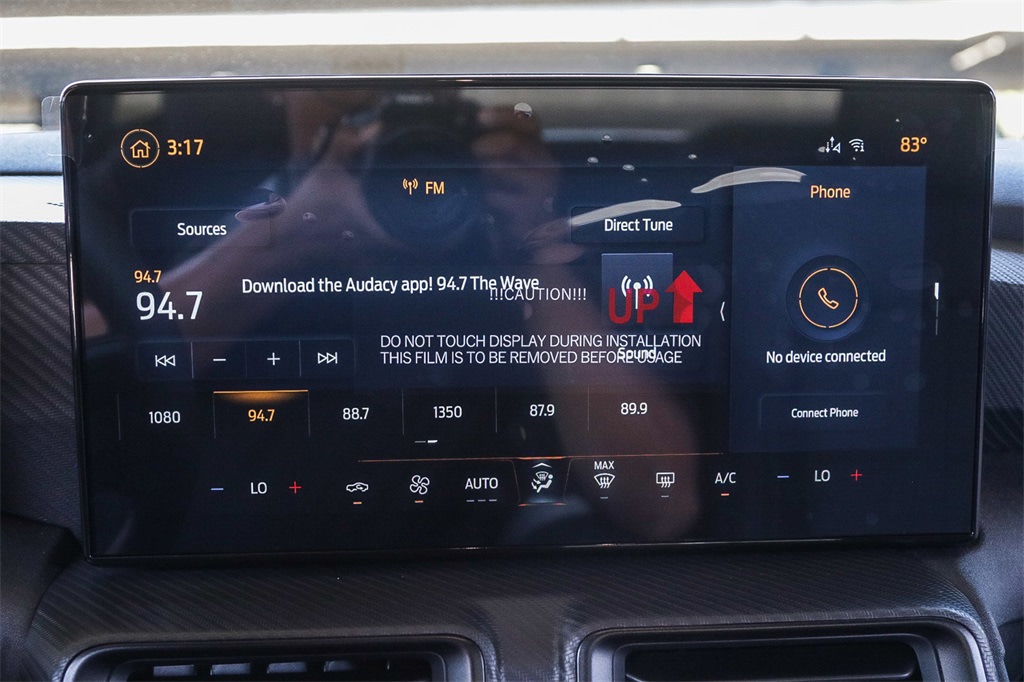 3:17
83°
FM
Phone
Sources
Direct Tune
94.7
94.7
Download the Audacy app! 94.7 The Wave
!!!CAUTION!!!
UP
DO NOT TOUCH DISPLAY DURING INSTALLATION
THIS FILM IS TO BE REMOVED BEFORE USAGE
Sound
No device connected
Connect Phone
1080 94.7 88.7 1350 87.9 89.9
LO AUTO MAX A/C LO